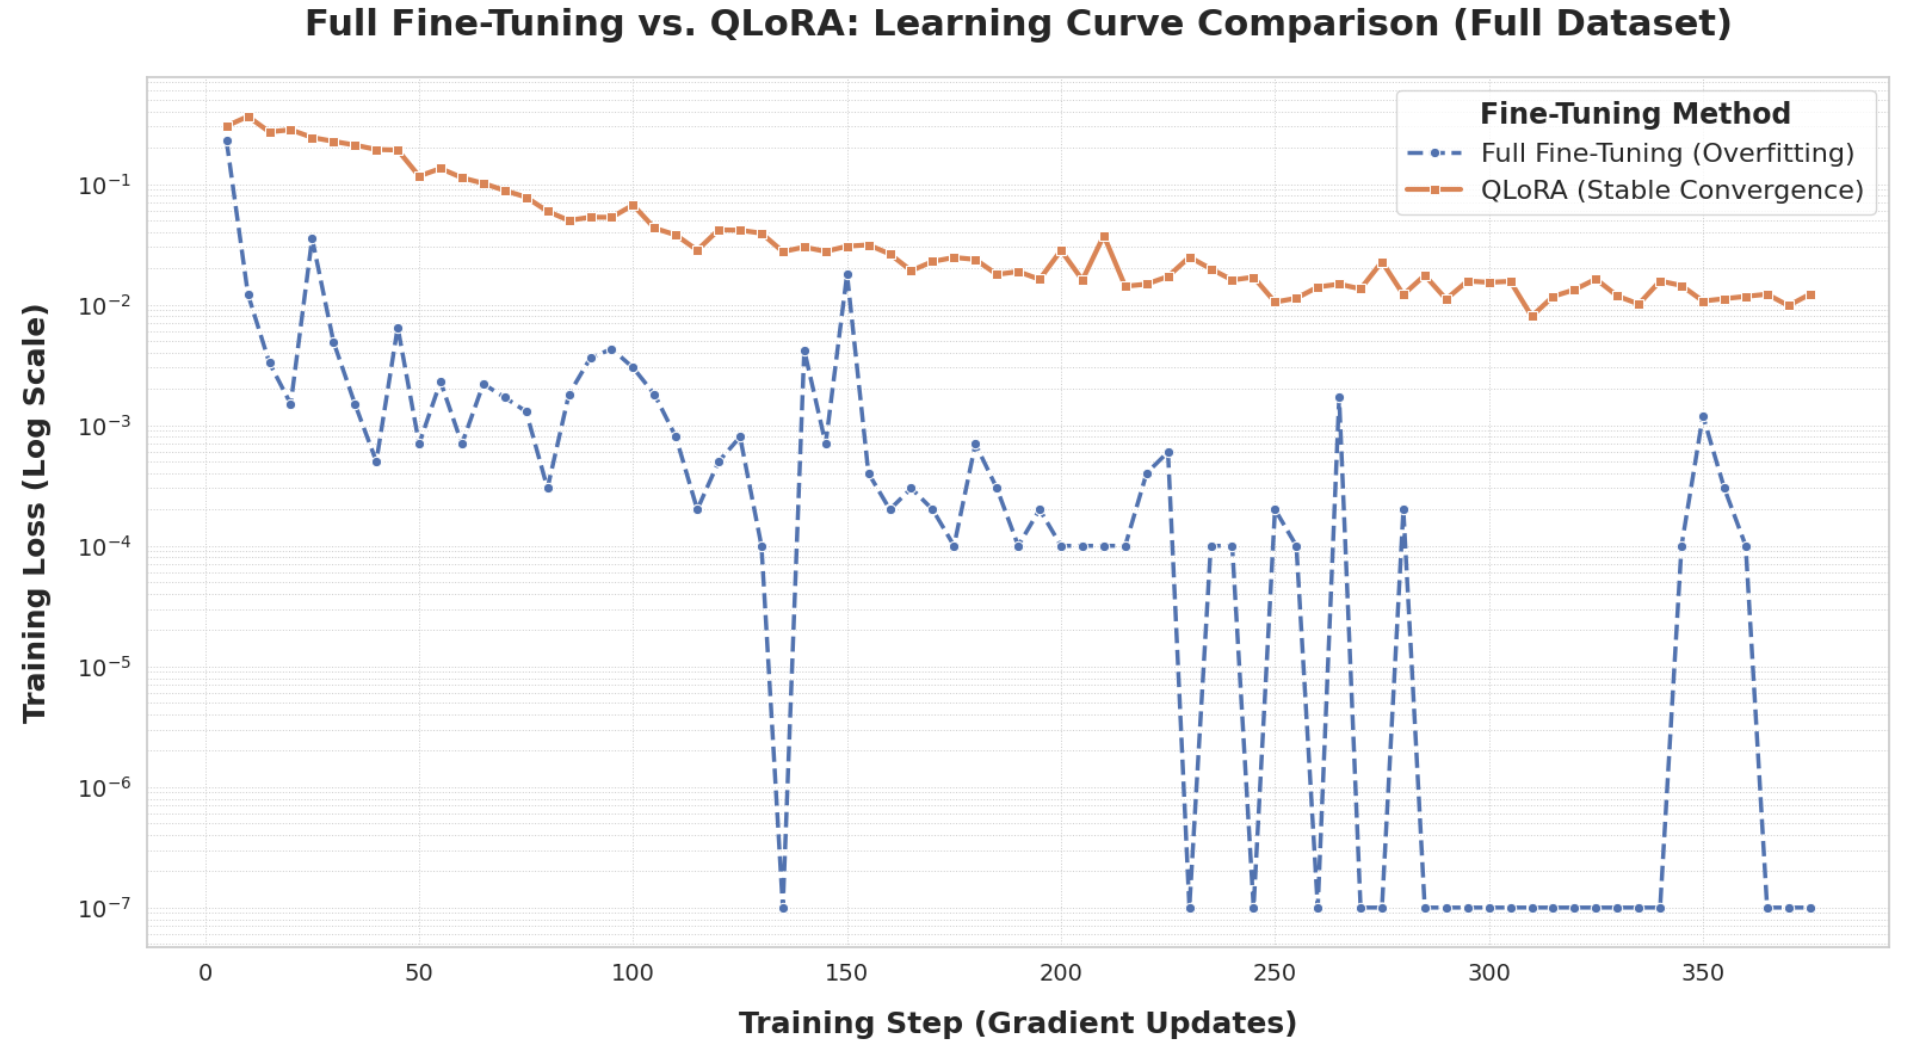 Full Fine-Tuning vs. QLoRA: Learning Curve Comparison (Full Dataset)
Fine-Tuning Method
Full Fine-Tuning (Overfitting)
QLoRA (Stable Convergence)
Training Loss (Log Scale)
10⁻¹
10⁻²
10⁻³
10⁻⁴
10⁻⁵
10⁻⁶
10⁻⁷
0 50 100 150 200 250 300 350
Training Step (Gradient Updates)